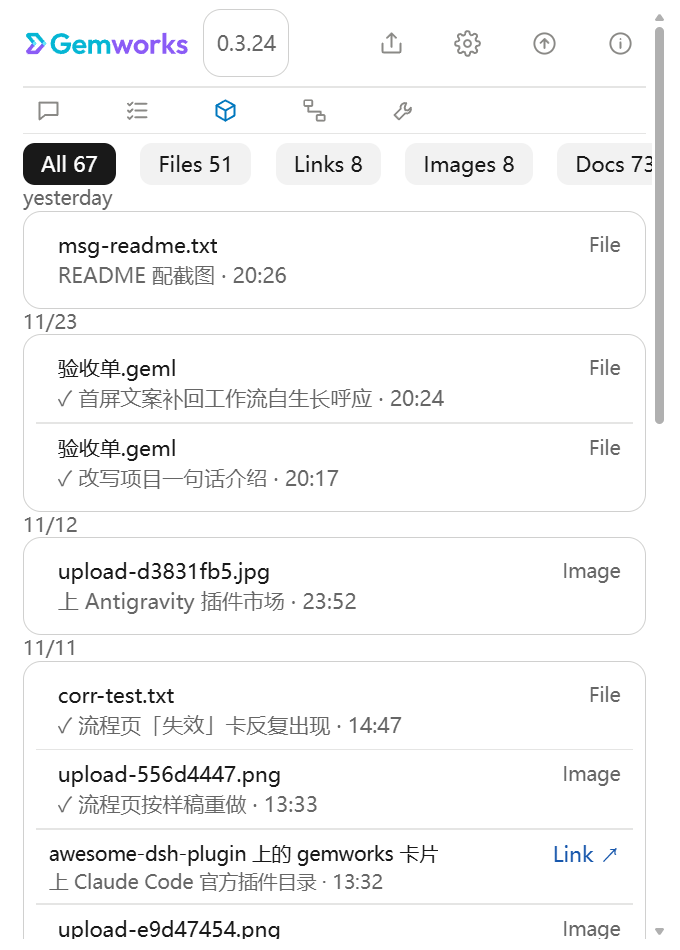 Gemworks 0.3.24
All 67 Files 51 Links 8 Images 8 Docs 73
yesterday
msg-readme.txt File
README 配截图 · 20:26
11/23
验收单.geml File
✓ 首屏文案补回工作流自生长呼应 · 20:24
验收单.geml File
✓ 改写项目一句话介绍 · 20:17
11/12
upload-d3831fb5.jpg Image
上 Antigravity 插件市场 · 23:52
11/11
corr-test.txt File
✓ 流程页「失效」卡反复出现 · 14:47
upload-556d4447.png Image
✓ 流程页按样稿重做 · 13:33
awesome-dsh-plugin 上的 gemworks 卡片 Link ↗
上 Claude Code 官方插件目录 · 13:32
upload-e9d47454.png Image